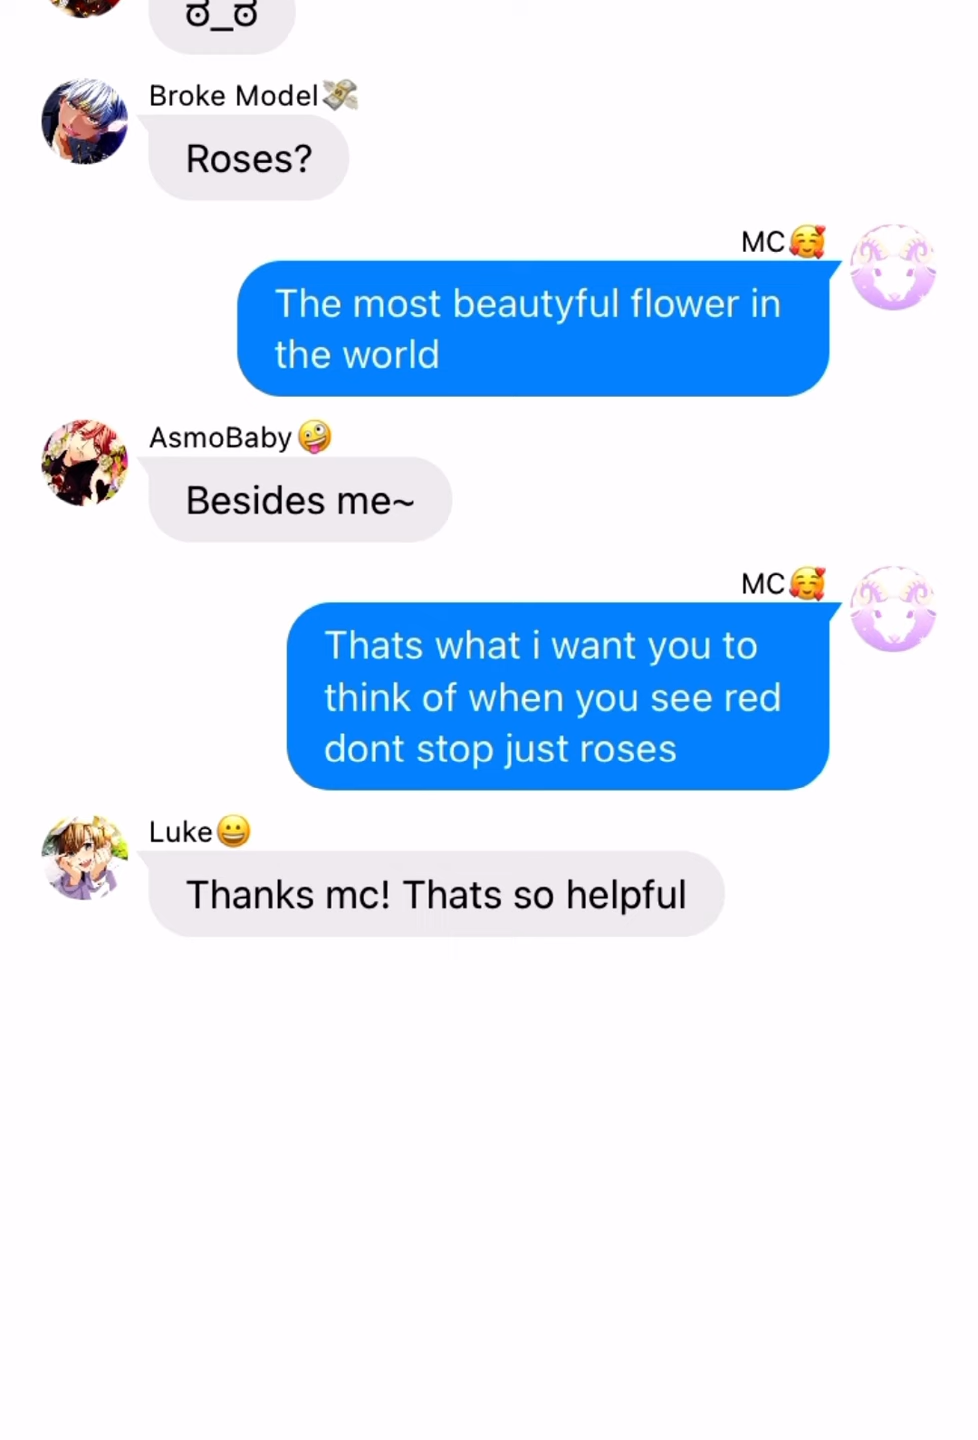 ಠ_ಠ
Broke Model💸
Roses?
MC🥰
The most beautyful flower in
the world
AsmoBaby🤪
Besides me~
MC🥰
Thats what i want you to
think of when you see red
dont stop just roses
Luke😀
Thanks mc! Thats so helpful